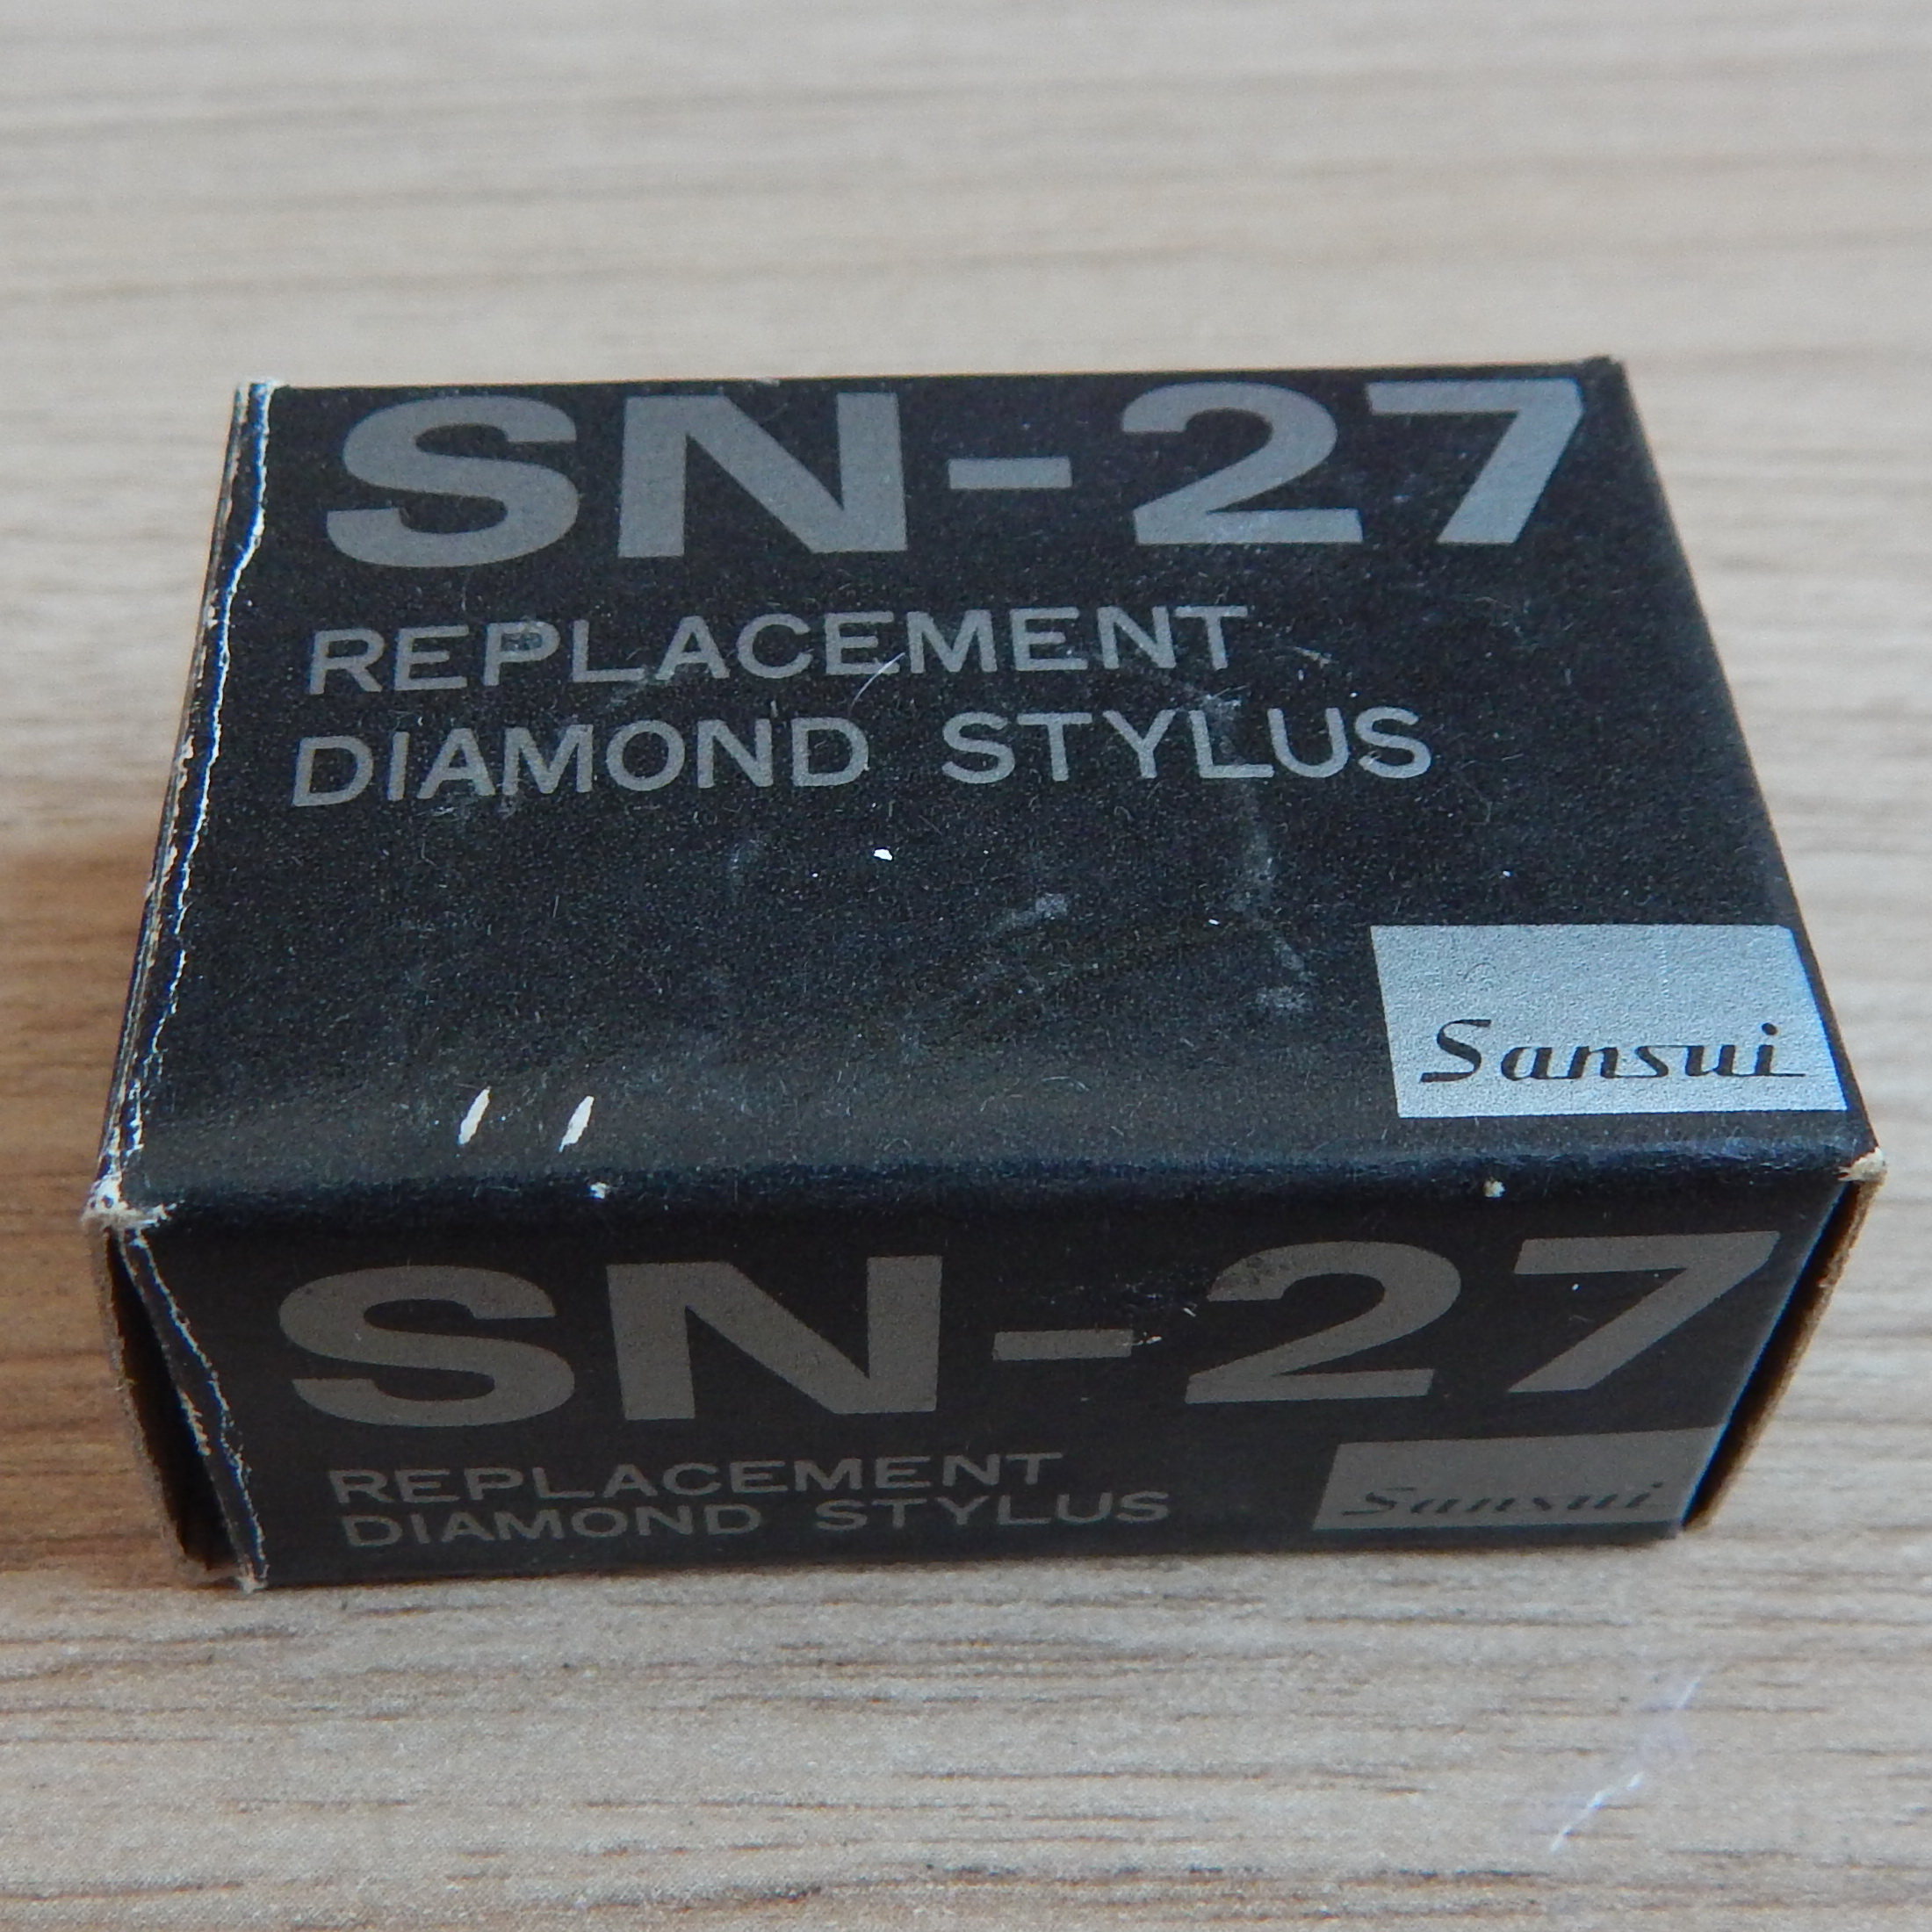 SN-27
REPLACEMENT
DIAMOND STYLUS
Sansui
SN-27
REPLACEMENT
DIAMOND STYLUS
Sansui